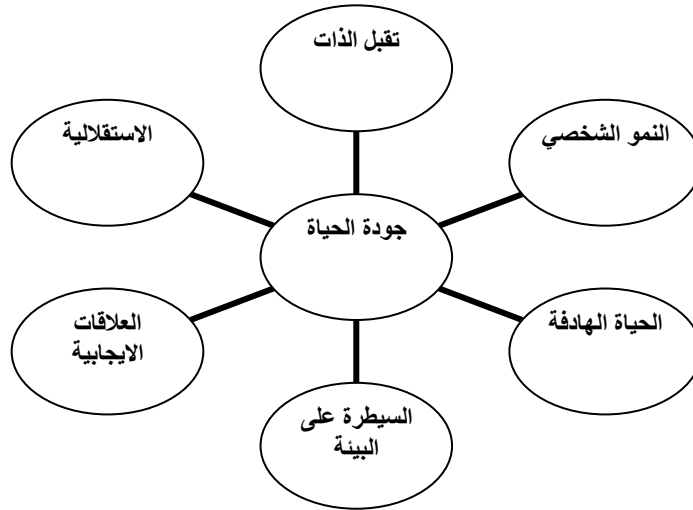 تقبل الذات
النمو الشخصي
الاستقلالية
جودة الحياة
الحياة الهادفة
العلاقات
الايجابية
السيطرة على
البيئة